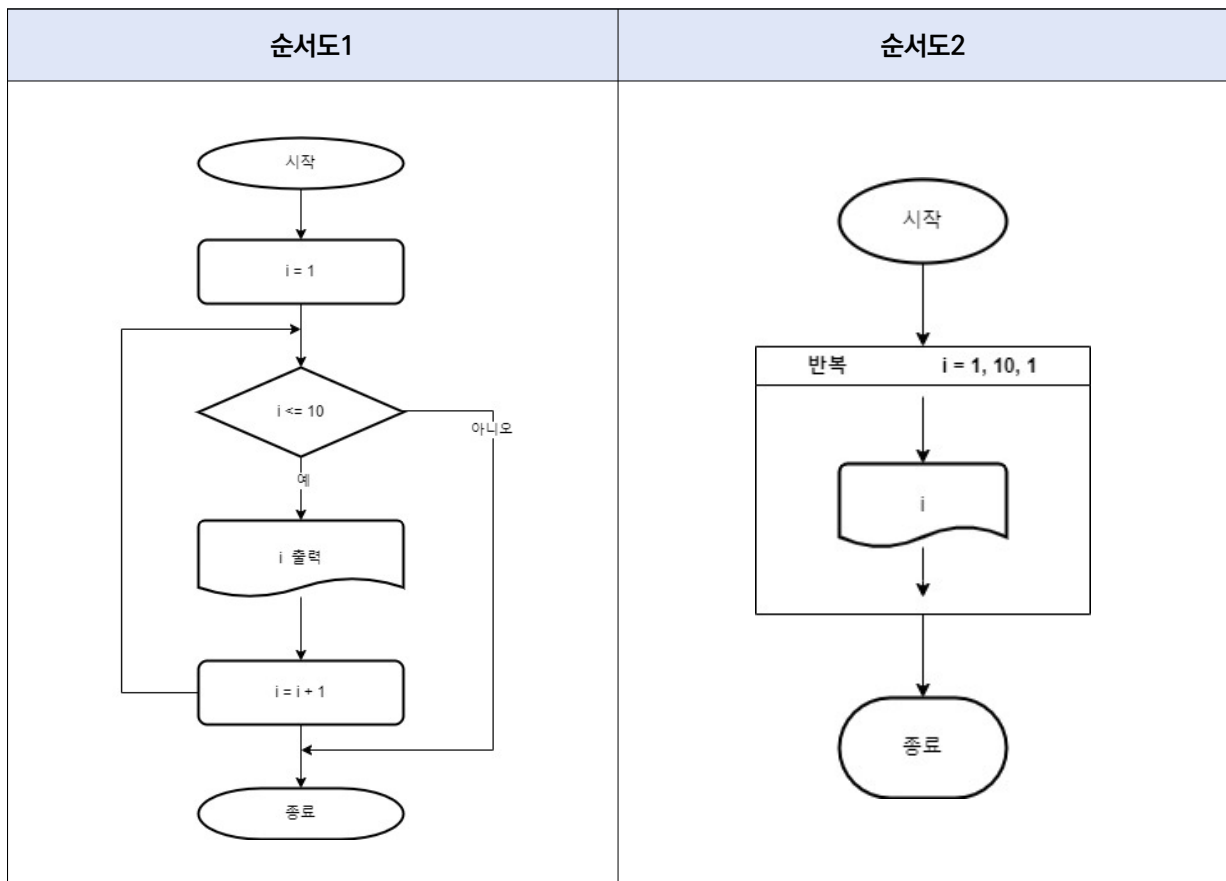 순서도1
순서도2
시작
i = 1
i <= 10
아니오
예
i 출력
i = i + 1
종료
시작
반복 i = 1, 10, 1
i
종료